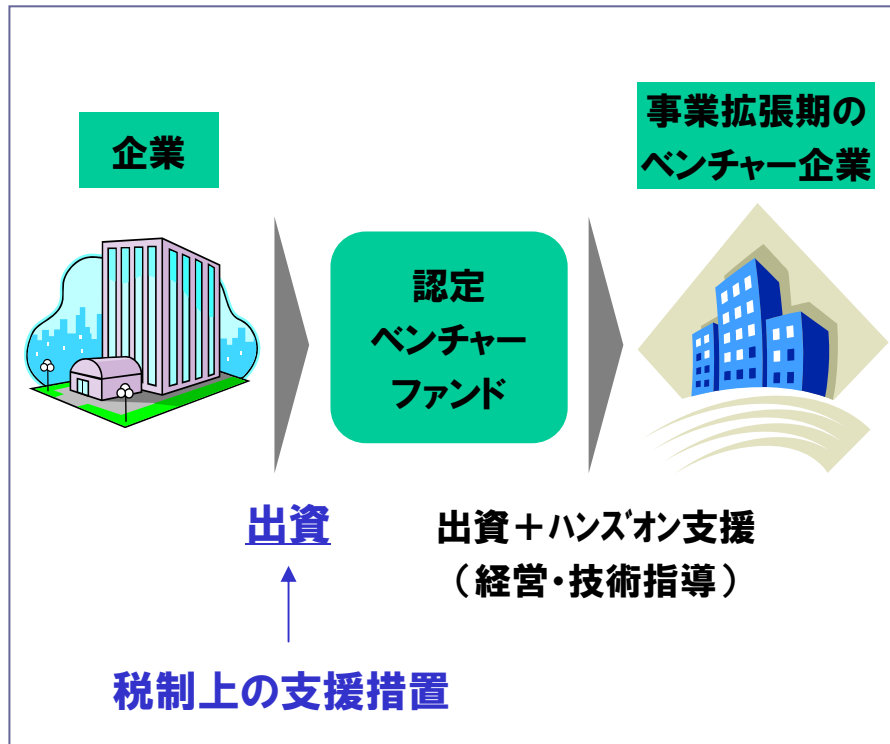 企業
事業拡張期の
ベンチャー企業
認定
ベンチャー
ファンド
出資
出資＋ハンズオン支援
（経営・技術指導）
税制上の支援措置